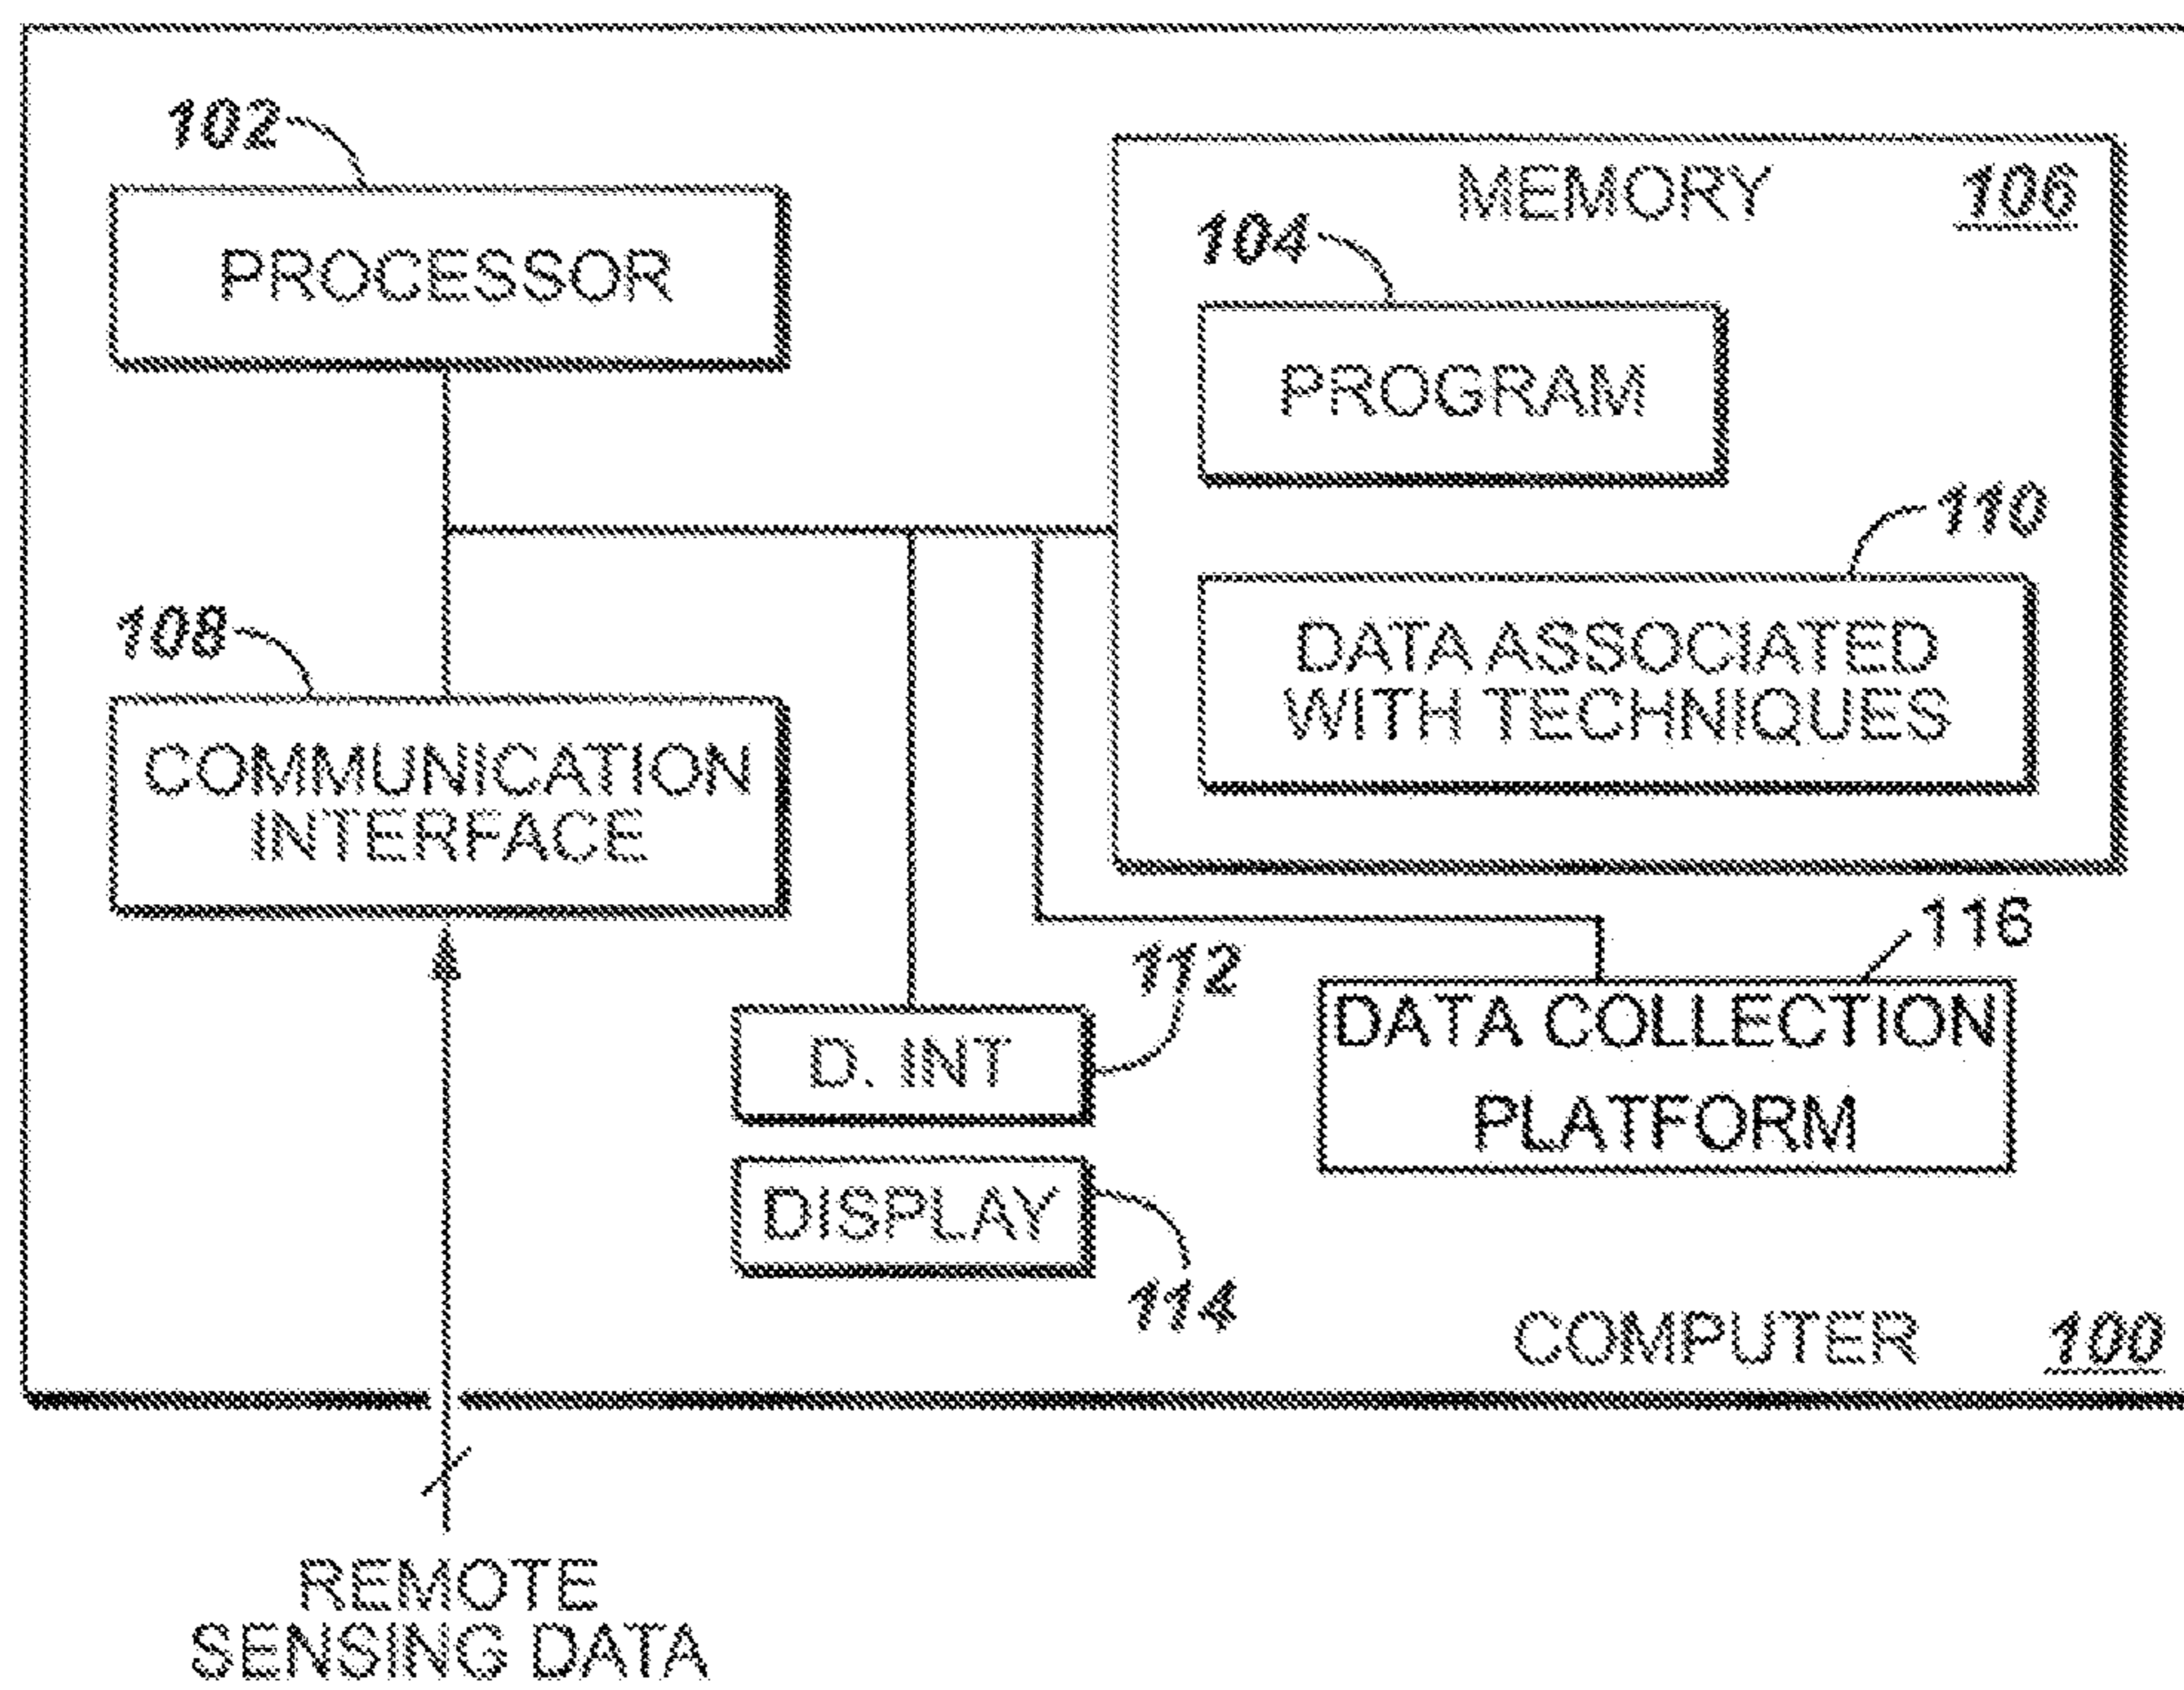 102
PROCESSOR
MEMORY 106
104
PROGRAM
110
DATA ASSOCIATED
WITH TECHNIQUES
108
COMMUNICATION
INTERFACE
112
D. INT
116
DATA COLLECTION
PLATFORM
DISPLAY
114
COMPUTER 100
REMOTE
SENSING DATA